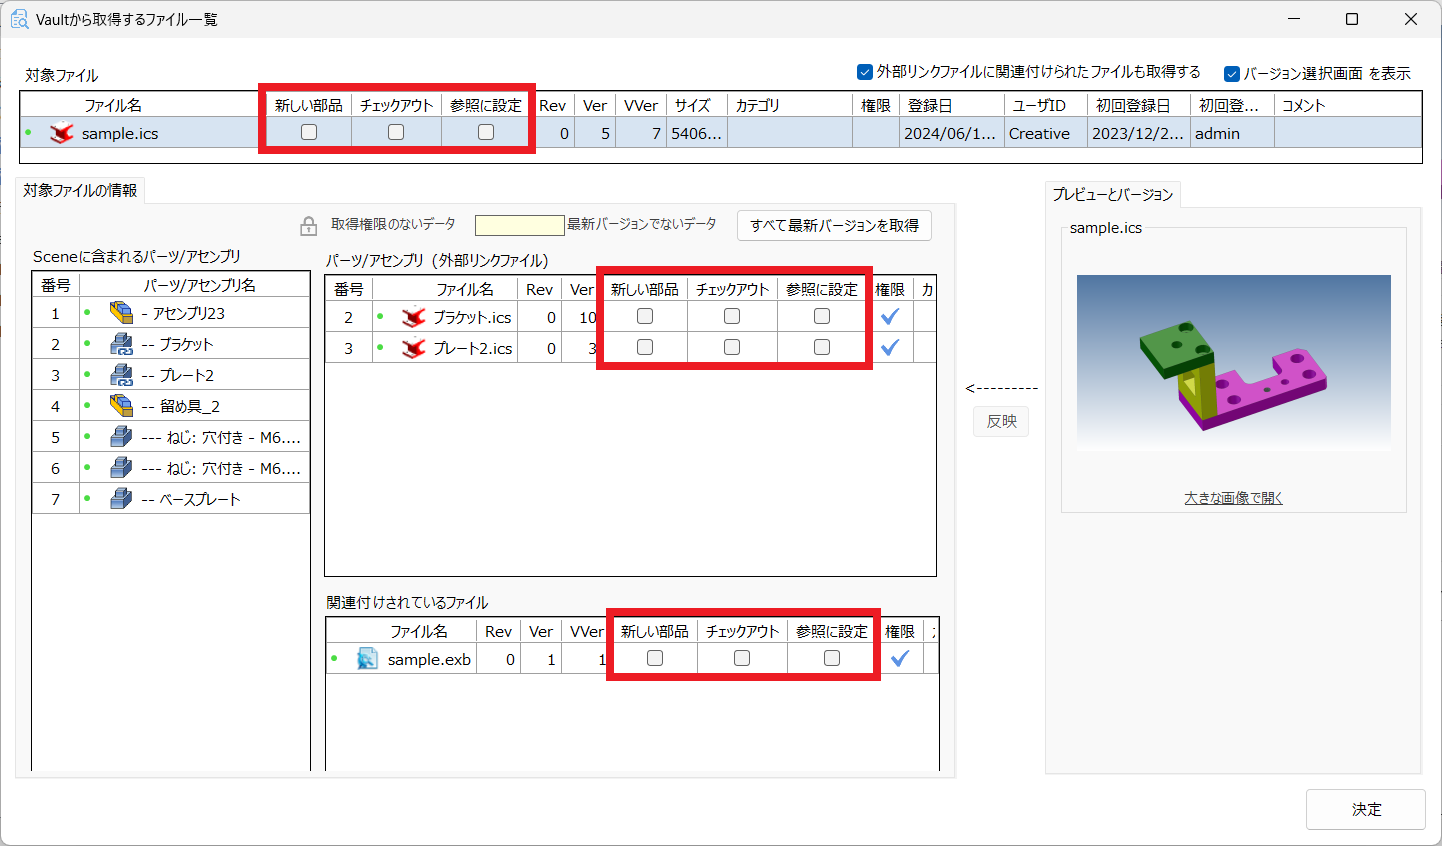 Vaultから取得するファイル一覧
対象ファイル
外部リンクファイルに関連付けられたファイルも取得する
バージョン選択画面 を表示
ファイル名 新しい部品 チェックアウト 参照に設定 Rev Ver VVer サイズ カテゴリ 権限 登録日 ユーザID 初回登録日 初回登... コメント
sample.ics 0 5 7 5406... 2024/06/1... Creative 2023/12/2... admin
対象ファイルの情報
取得権限のないデータ
最新バージョンでないデータ
すべて最新バージョンを取得
Sceneに含まれるパーツ/アセンブリ
番号 パーツ/アセンブリ名
1 - アセンブリ23
2 -- ブラケット
3 -- プレート2
4 -- 留め具_2
5 --- ねじ: 穴付き - M6....
6 --- ねじ: 穴付き - M6....
7 -- ベースプレート
パーツ/アセンブリ（外部リンクファイル）
番号 ファイル名 Rev Ver 新しい部品 チェックアウト 参照に設定 権限 カ
2 ブラケット.ics 0 10
3 プレート2.ics 0 3
関連付けされているファイル
ファイル名 Rev Ver VVer 新しい部品 チェックアウト 参照に設定 権限
sample.exb 0 1 1
<---------
反映
プレビューとバージョン
sample.ics
大きな画像で開く
決定